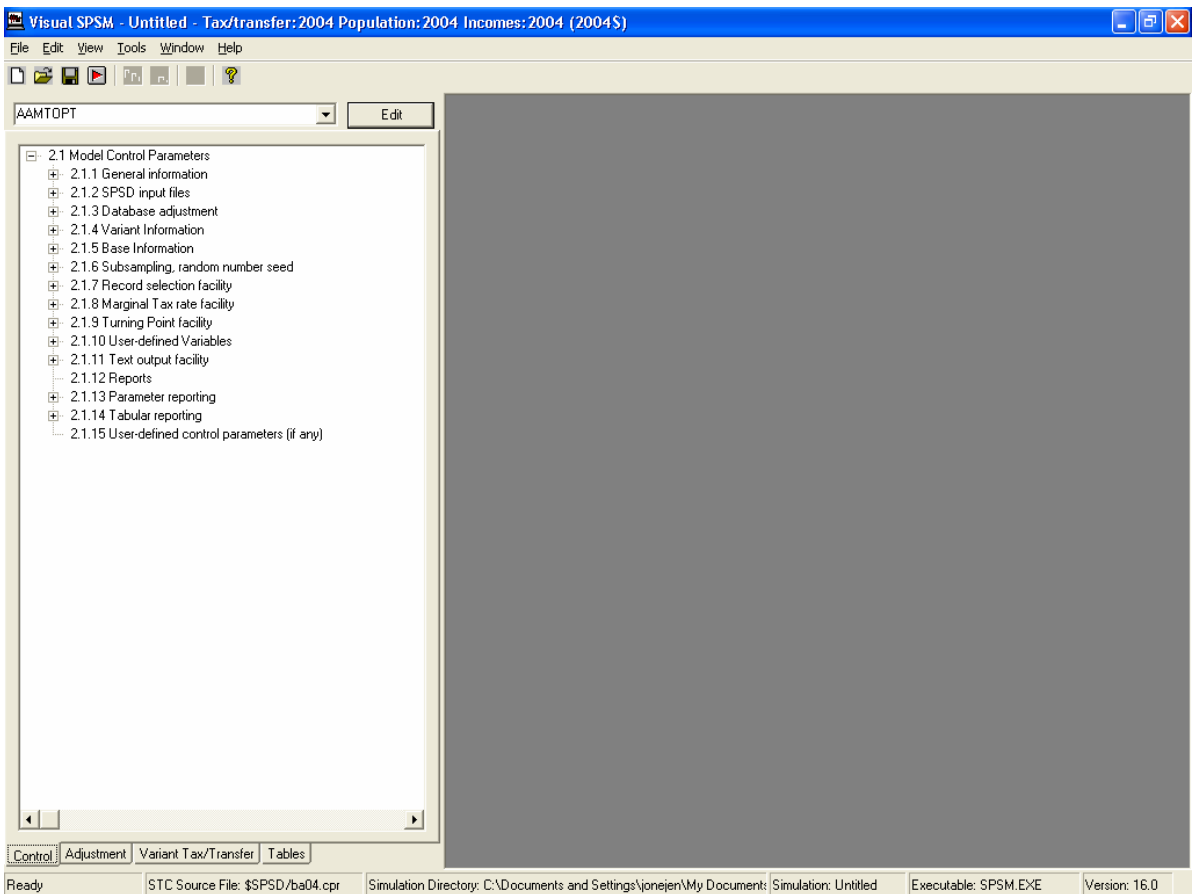 Visual SPSM - Untitled - Tax/transfer:2004 Population:2004 Incomes:2004 (2004$)
File Edit View Tools Window Help
AAMTOPT Edit
2.1 Model Control Parameters
2.1.1 General information
2.1.2 SPSD input files
2.1.3 Database adjustment
2.1.4 Variant Information
2.1.5 Base Information
2.1.6 Subsampling, random number seed
2.1.7 Record selection facility
2.1.8 Marginal Tax rate facility
2.1.9 Turning Point facility
2.1.10 User-defined Variables
2.1.11 Text output facility
2.1.12 Reports
2.1.13 Parameter reporting
2.1.14 Tabular reporting
2.1.15 User-defined control parameters (if any)
Control Adjustment Variant Tax/Transfer Tables
Ready STC Source File: $SPSD/ba04.cpr Simulation Directory: C:\Documents and Settings\jonejen\My Document Simulation: Untitled Executable: SPSM.EXE Version: 16.0